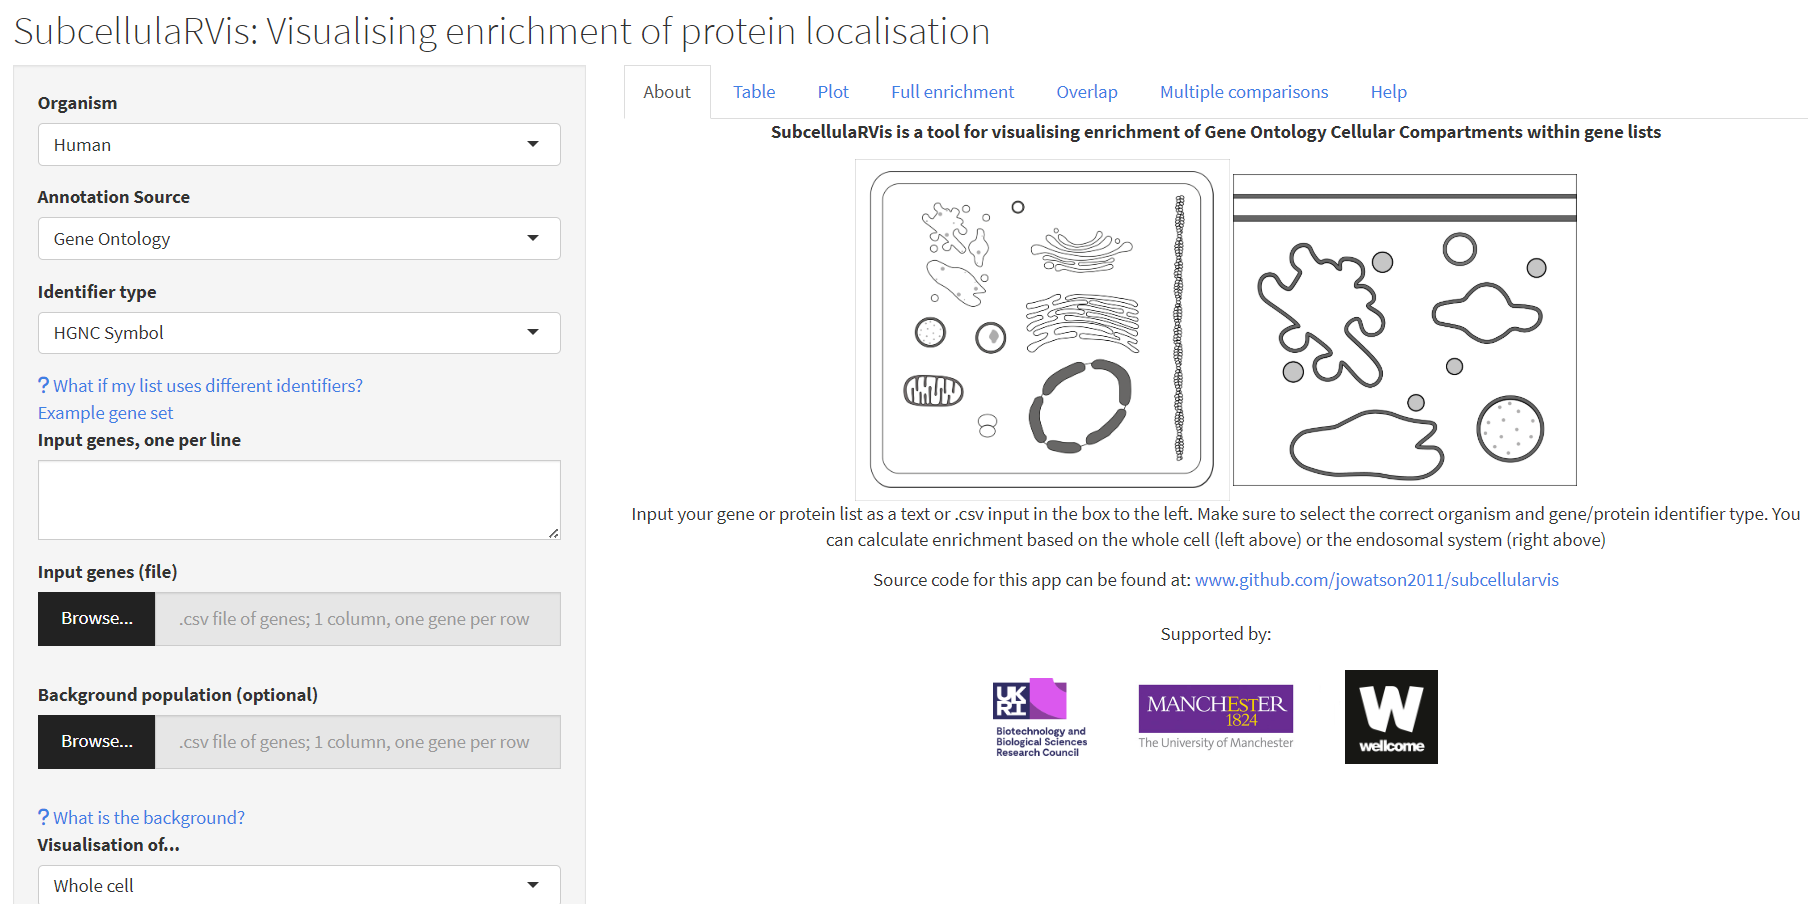 SubcellulaRVis: Visualising enrichment of protein localisation
Organism
Human
Annotation Source
Gene Ontology
Identifier type
HGNC Symbol
? What if my list uses different identifiers?
Example gene set
Input genes, one per line
Input genes (file)
Browse...
.csv file of genes; 1 column, one gene per row
Background population (optional)
Browse...
.csv file of genes; 1 column, one gene per row
? What is the background?
Visualisation of...
Whole cell
About
Table
Plot
Full enrichment
Overlap
Multiple comparisons
Help
SubcellulaRVis is a tool for visualising enrichment of Gene Ontology Cellular Compartments within gene lists
Input your gene or protein list as a text or .csv input in the box to the left. Make sure to select the correct organism and gene/protein identifier type. You
can calculate enrichment based on the whole cell (left above) or the endosomal system (right above)
Source code for this app can be found at: www.github.com/jowatson2011/subcellularvis
Supported by:
UK
RI
Biotechnology and
Biological Sciences
Research Council
MANCHESTER
1824
The University of Manchester
W
wellcome